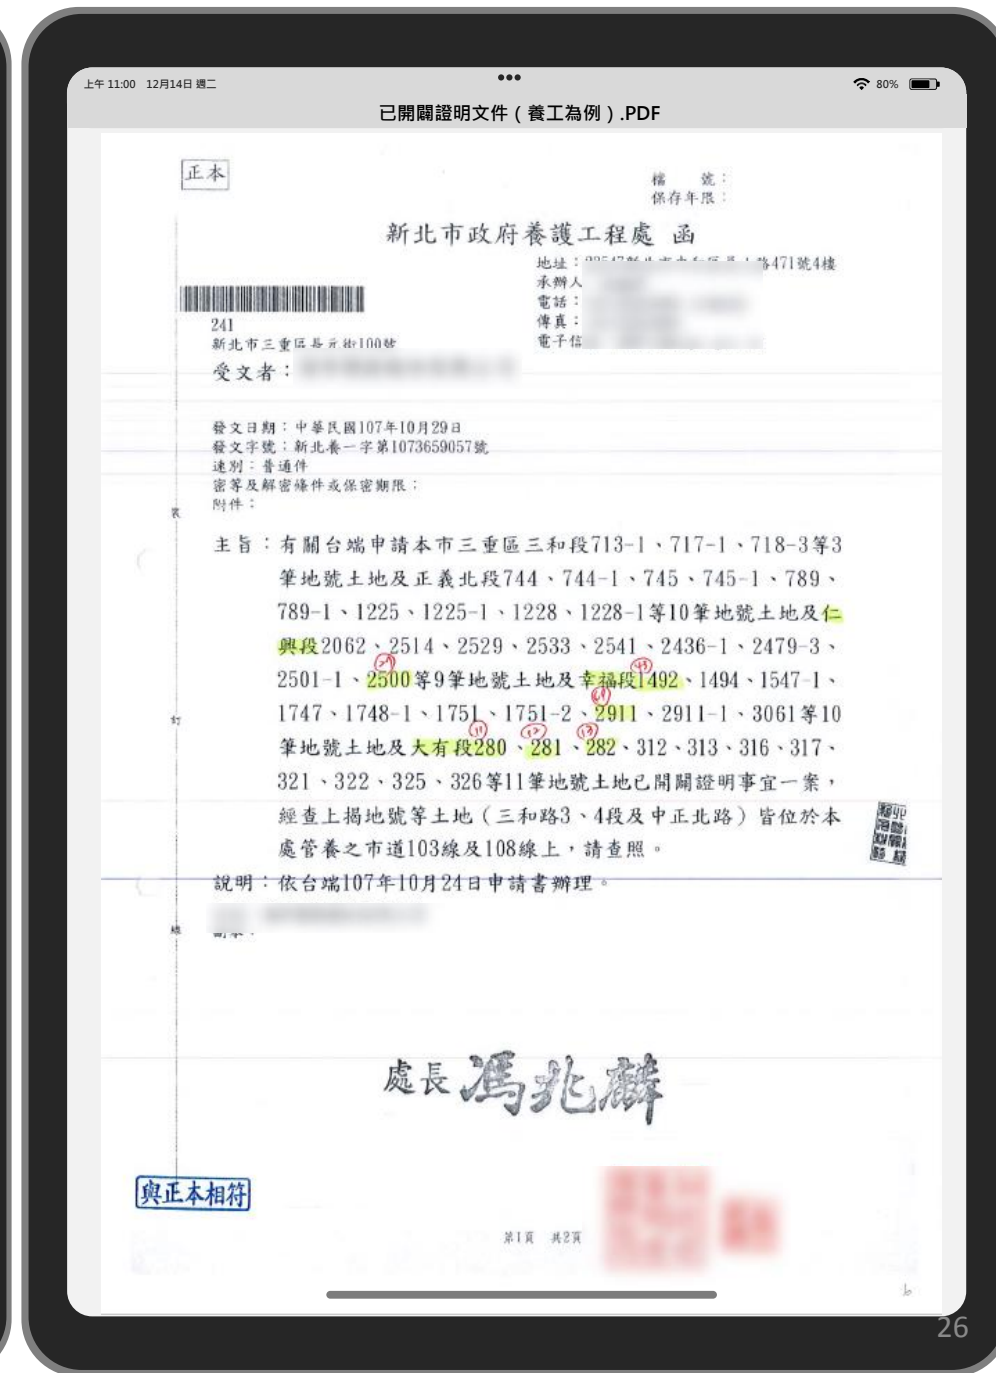 上午 11:00 12月14日 週二
•••
80%
已開闢證明文件（養工為例）.PDF
正本
檔 號：
保存年限：
新北市政府養護工程處 函
地址： 路471號4樓
承辦人
電話：
傳真：
電子信
241
新北市三重區長元街100號
受文者：
發文日期：中華民國107年10月29日
發文字號：新北養一字第1073659057號
速別：普通件
密等及解密條件或保密期限：
附件：
裝
主旨：有關台端申請本市三重區三和段713-1、717-1、718-3等3
筆地號土地及正義北段744、744-1、745、745-1、789、
789-1、1225、1225-1、1228、1228-1等10筆地號土地及仁
興段2062、2514、2529、2533、2541、2436-1、2479-3、
2501-1、2500等9筆地號土地及幸福段1492、1494、1547-1、
1747、1748-1、1751、1751-2、2911、2911-1、3061等10
訂
11 12 13
筆地號土地及大有段280、281、282、312、313、316、317、
321、322、325、326等11筆地號土地已開闢證明事宜一案，
經查上揭地號等土地（三和路3、4段及中正北路）皆位於本
處管養之市道103線及108線上，請查照。
說明：依台端107年10月24日申請書辦理。
線
副本：
處長 馮兆麟
與正本相符
第1頁 共2頁
26